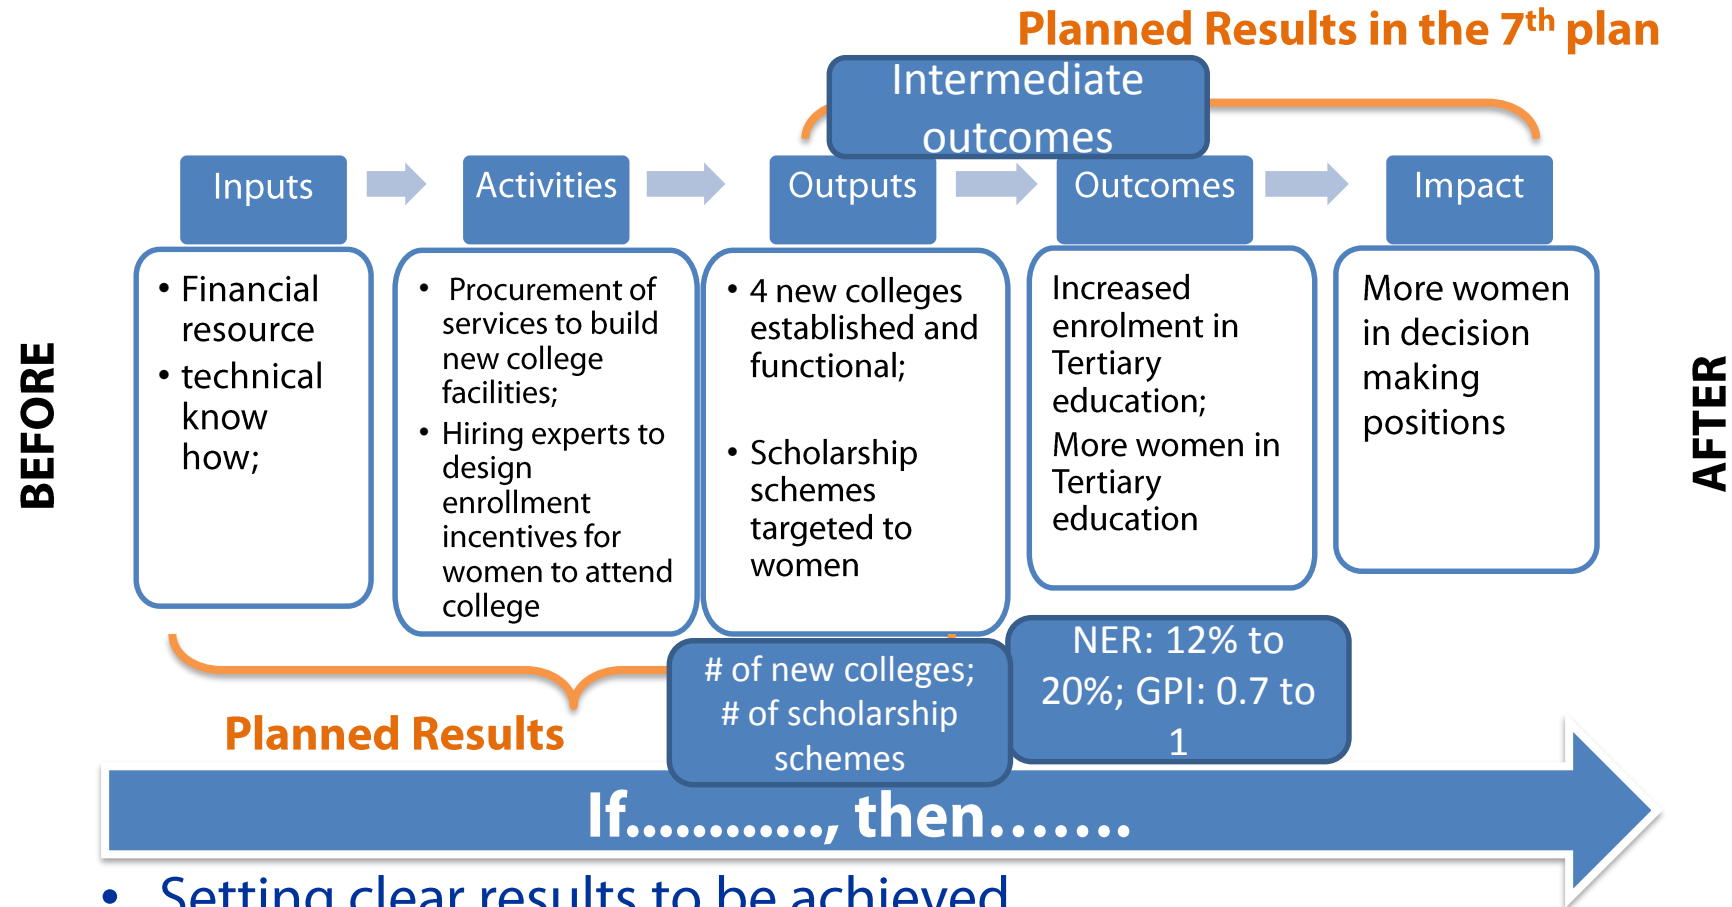 Planned Results in the 7th plan
Intermediate
outcomes
Inputs
Activities
Outputs
Outcomes
Impact
BEFORE
• Financial
resource
• technical
know
how;
• Procurement of
services to build
new college
facilities;
• Hiring experts to
design
enrollment
incentives for
women to attend
college
• 4 new colleges
established and
functional;
• Scholarship
schemes
targeted to
women
Increased
enrolment in
Tertiary
education;
More women in
Tertiary
education
More women
in decision
making
positions
AFTER
Planned Results
# of new colleges;
# of scholarship
schemes
NER: 12% to
20%; GPI: 0.7 to
1
If............, then.......
• Setting clear results to be achieved